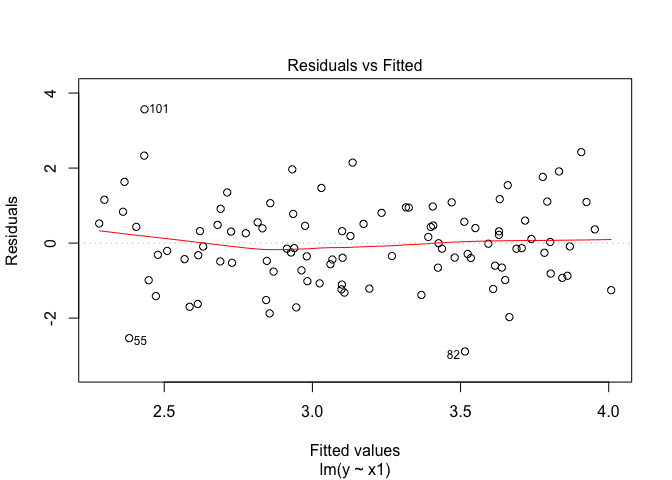 Residuals vs Fitted
Residuals
4
2
0
-2
101
55
82
2.5 3.0 3.5 4.0
Fitted values
lm(y ~ x1)